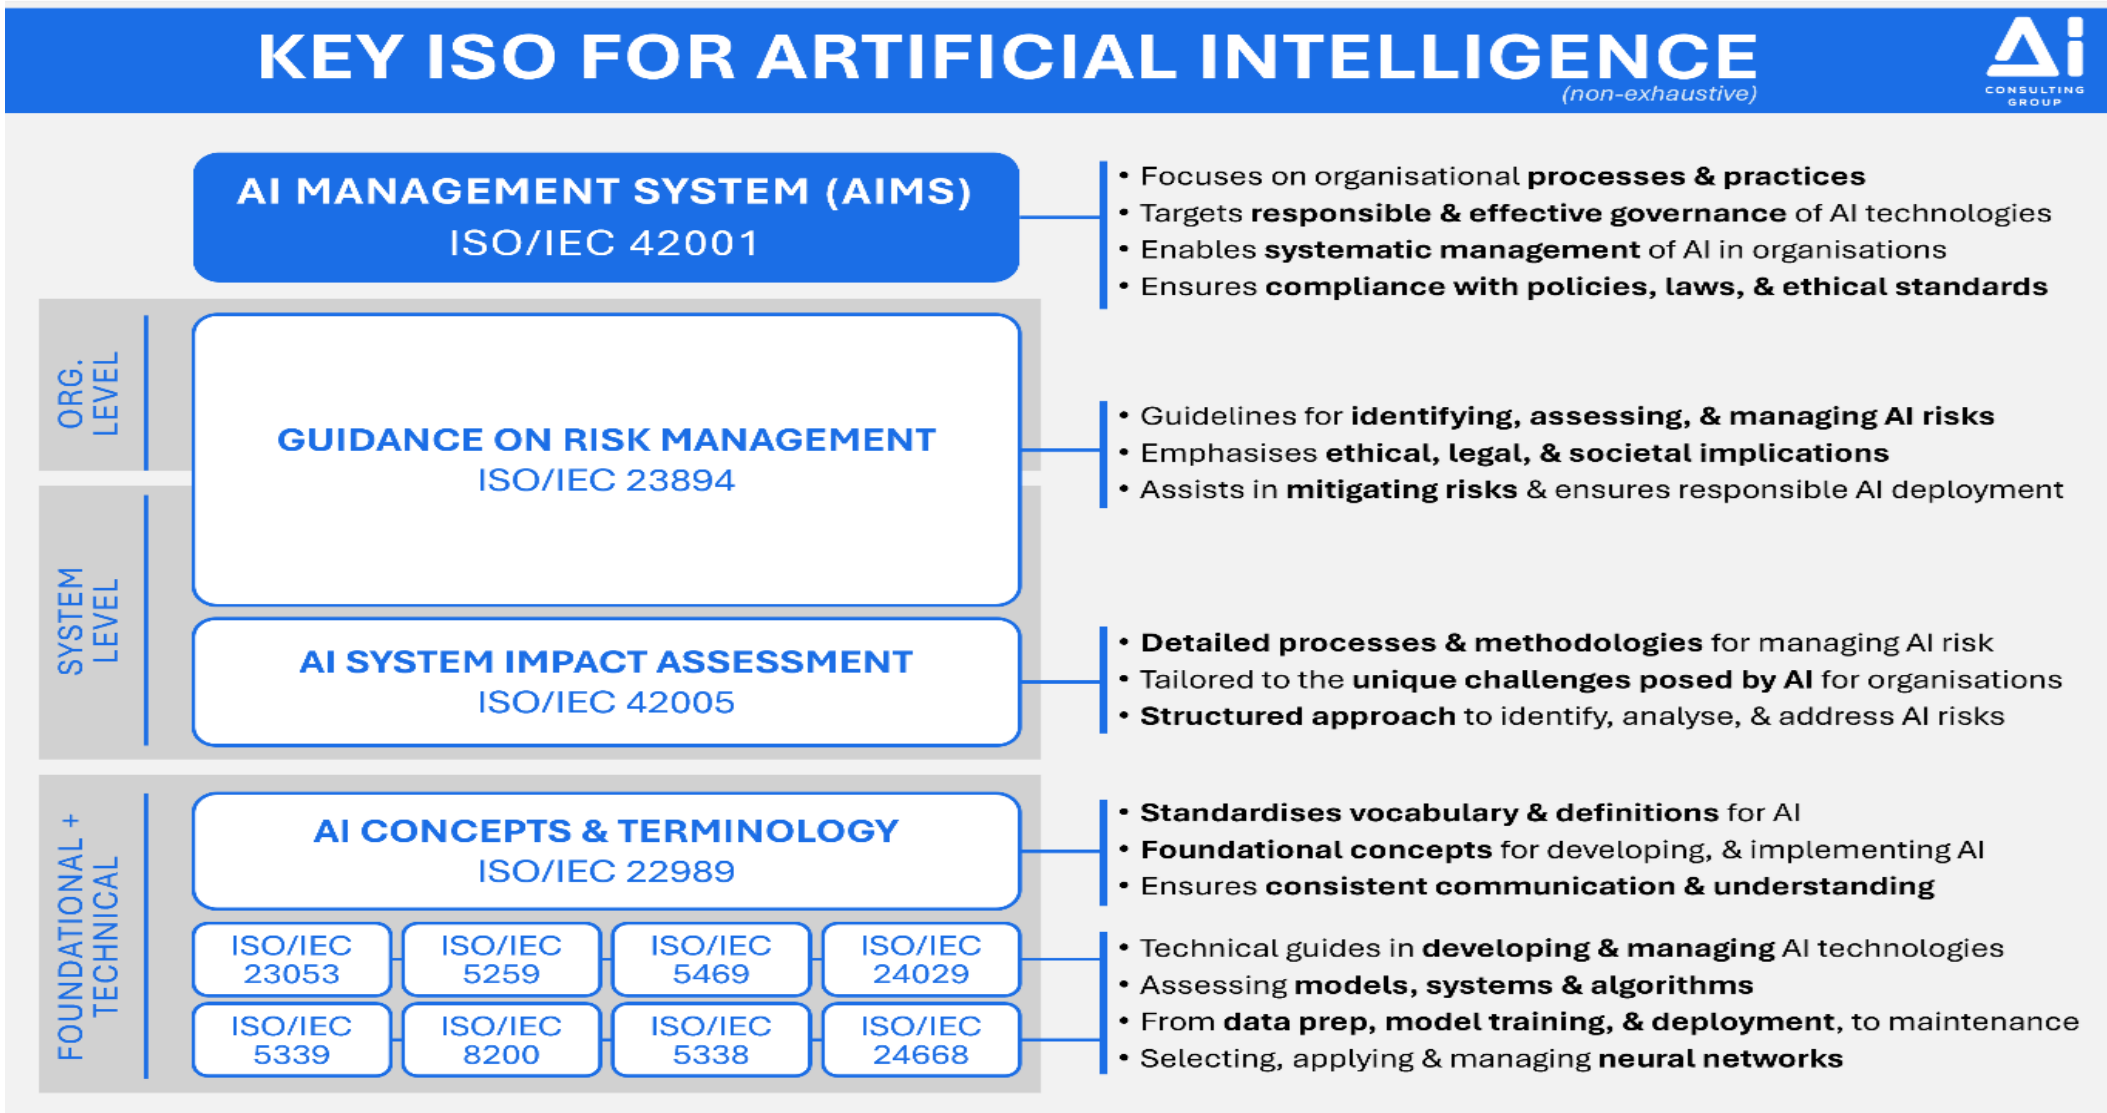 KEY ISO FOR ARTIFICIAL INTELLIGENCE
(non-exhaustive)
Ai
CONSULTING
GROUP
AI MANAGEMENT SYSTEM (AIMS)
ISO/IEC 42001
• Focuses on organisational processes & practices
• Targets responsible & effective governance of AI technologies
• Enables systematic management of AI in organisations
• Ensures compliance with policies, laws, & ethical standards
ORG.
LEVEL
GUIDANCE ON RISK MANAGEMENT
ISO/IEC 23894
• Guidelines for identifying, assessing, & managing AI risks
• Emphasises ethical, legal, & societal implications
• Assists in mitigating risks & ensures responsible AI deployment
SYSTEM
LEVEL
AI SYSTEM IMPACT ASSESSMENT
ISO/IEC 42005
• Detailed processes & methodologies for managing AI risk
• Tailored to the unique challenges posed by AI for organisations
• Structured approach to identify, analyse, & address AI risks
FOUNDATIONAL +
TECHNICAL
AI CONCEPTS & TERMINOLOGY
ISO/IEC 22989
• Standardises vocabulary & definitions for AI
• Foundational concepts for developing, & implementing AI
• Ensures consistent communication & understanding
ISO/IEC
23053
ISO/IEC
5259
ISO/IEC
5469
ISO/IEC
24029
ISO/IEC
5339
ISO/IEC
8200
ISO/IEC
5338
ISO/IEC
24668
• Technical guides in developing & managing AI technologies
• Assessing models, systems & algorithms
• From data prep, model training, & deployment, to maintenance
• Selecting, applying & managing neural networks